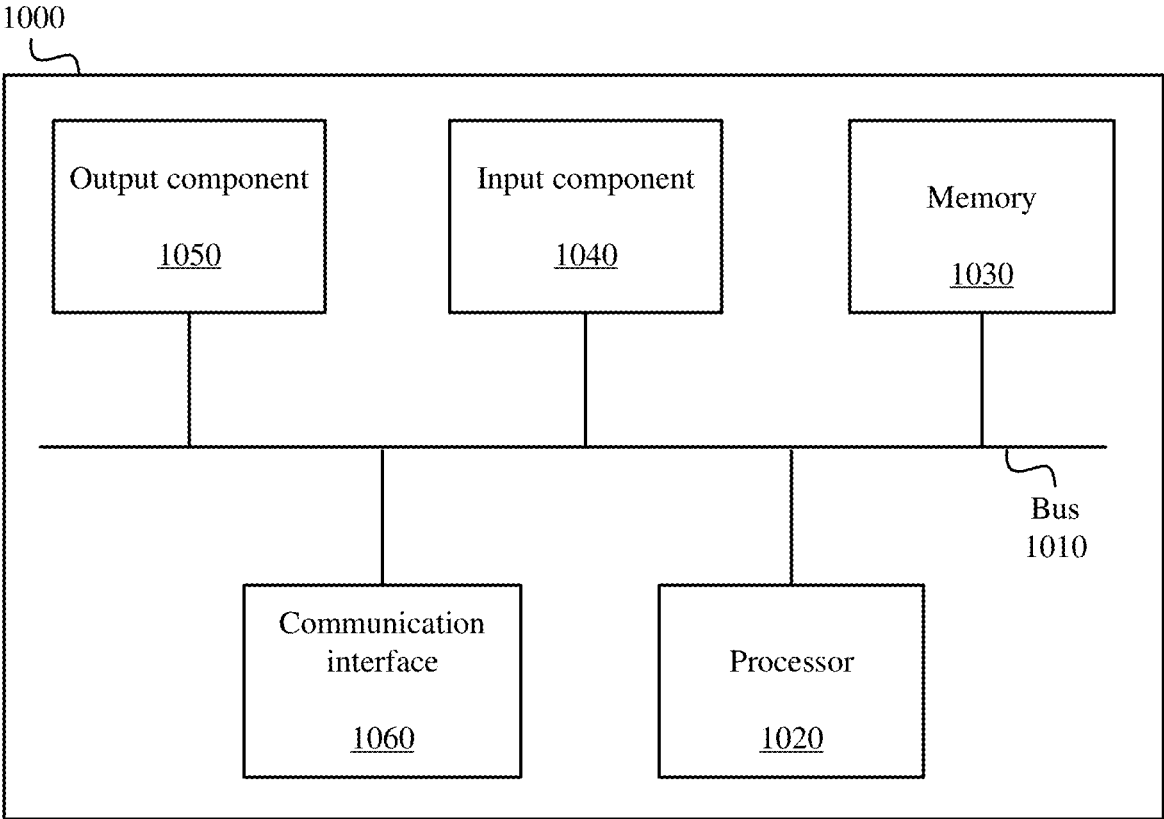 1000
Output component
1050
Input component
1040
Memory
1030
Bus
1010
Communication
interface
1060
Processor
1020